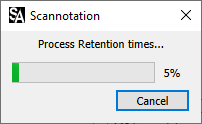 SA Scannotation
Process Retention times...
5%
Cancel